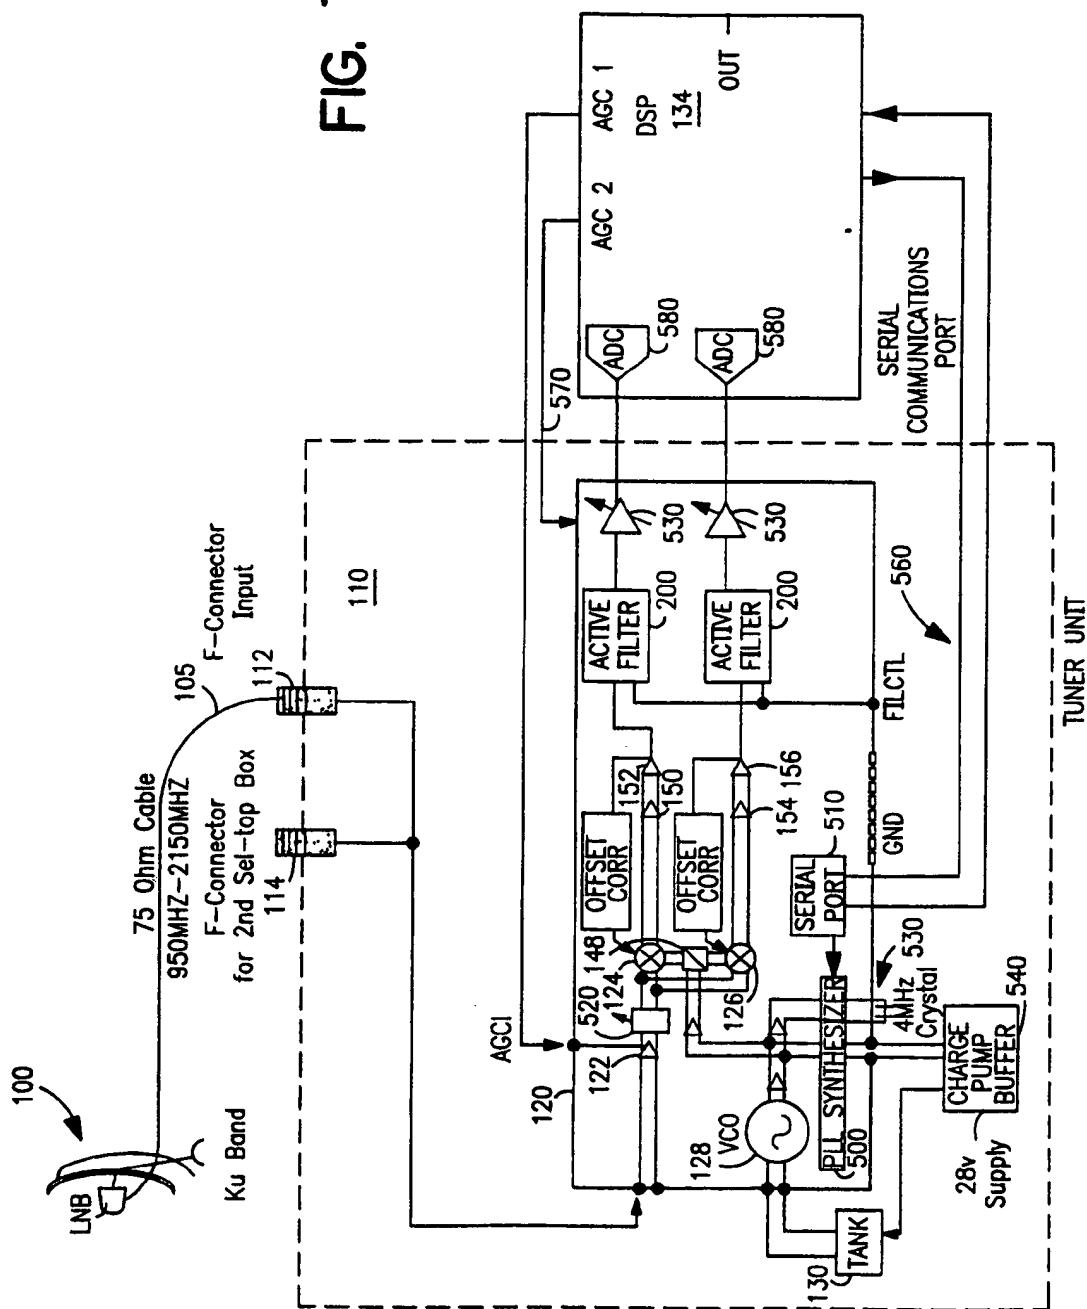 FIG.
100
LNB
Ku Band
75 Ohm Cable
950MHZ-2150MHZ
105
F-Connector
Input
112
F-Connector
for 2nd Sel-top Box
114
110
AGC 1
AGC 2
DSP
134
OUT
ADC
580
ADC
580
570
SERIAL
COMMUNICATIONS
PORT
530
530
ACTIVE
FILTER
200
ACTIVE
FILTER
200
560
FILCTL
GND
OFFSET
CORR
152
150
OFFSET
CORR
156
154
148
124
126
520
122
120
AGCI
SERIAL
PORT
510
530
4MHz
Crystal
PLL SYNTHESIZER
500
128
VCO
CHARGE
PUMP
BUFFER
540
28v
Supply
TANK
130
TUNER UNIT